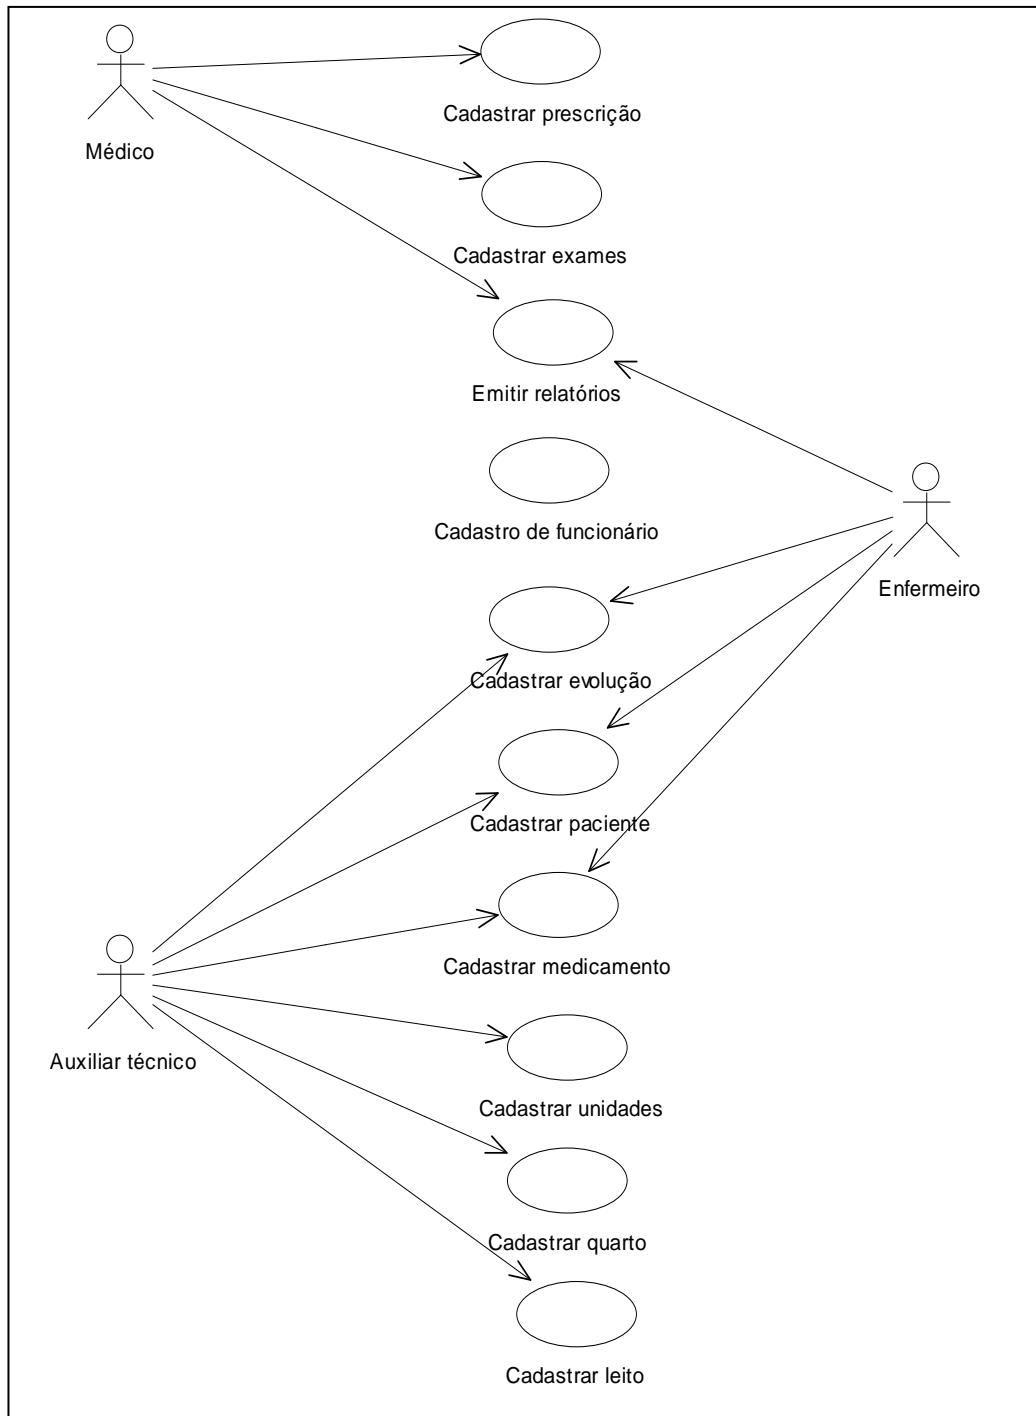 Cadastrar prescrição
Médico
Cadastrar exames
Emitir relatórios
Cadastro de funcionário
Enfermeiro
Cadastrar evolução
Cadastrar paciente
Cadastrar medicamento
Auxiliar técnico
Cadastrar unidades
Cadastrar quarto
Cadastrar leito